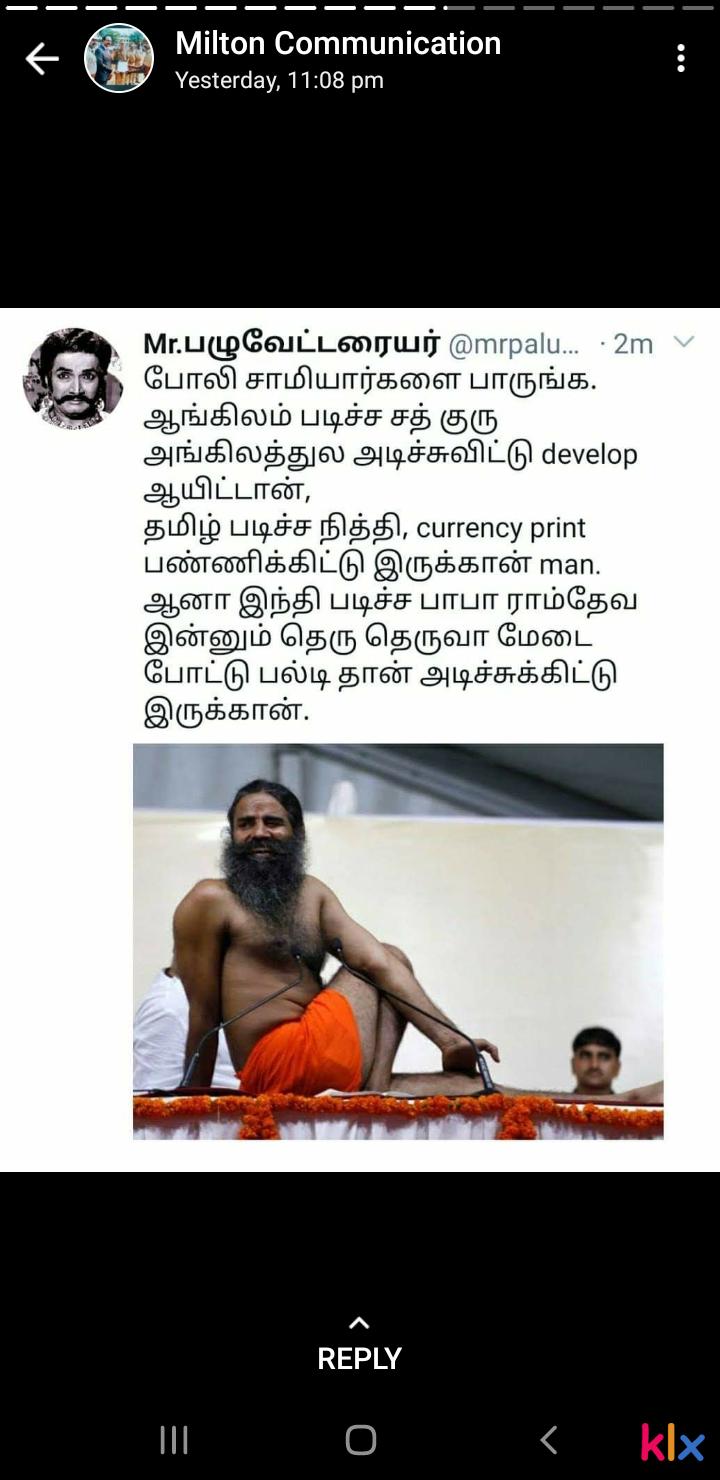 Milton Communication
Yesterday, 11:08 pm
Mr.பழுவேட்டரையர் @mrpalu... · 2m
போலி சாமியார்களை பாருங்க.
ஆங்கிலம் படிச்ச சத் குரு
அங்கிலத்துல அடிச்சுவிட்டு develop
ஆயிட்டான்,
தமிழ் படிச்ச நித்தி, currency print
பண்ணிக்கிட்டு இருக்கான் man.
ஆனா இந்தி படிச்ச பாபா ராம்தேவ
இன்னும் தெரு தெருவா மேடை
போட்டு பல்டி தான் அடிச்சுக்கிட்டு
இருக்கான்.
REPLY
klx